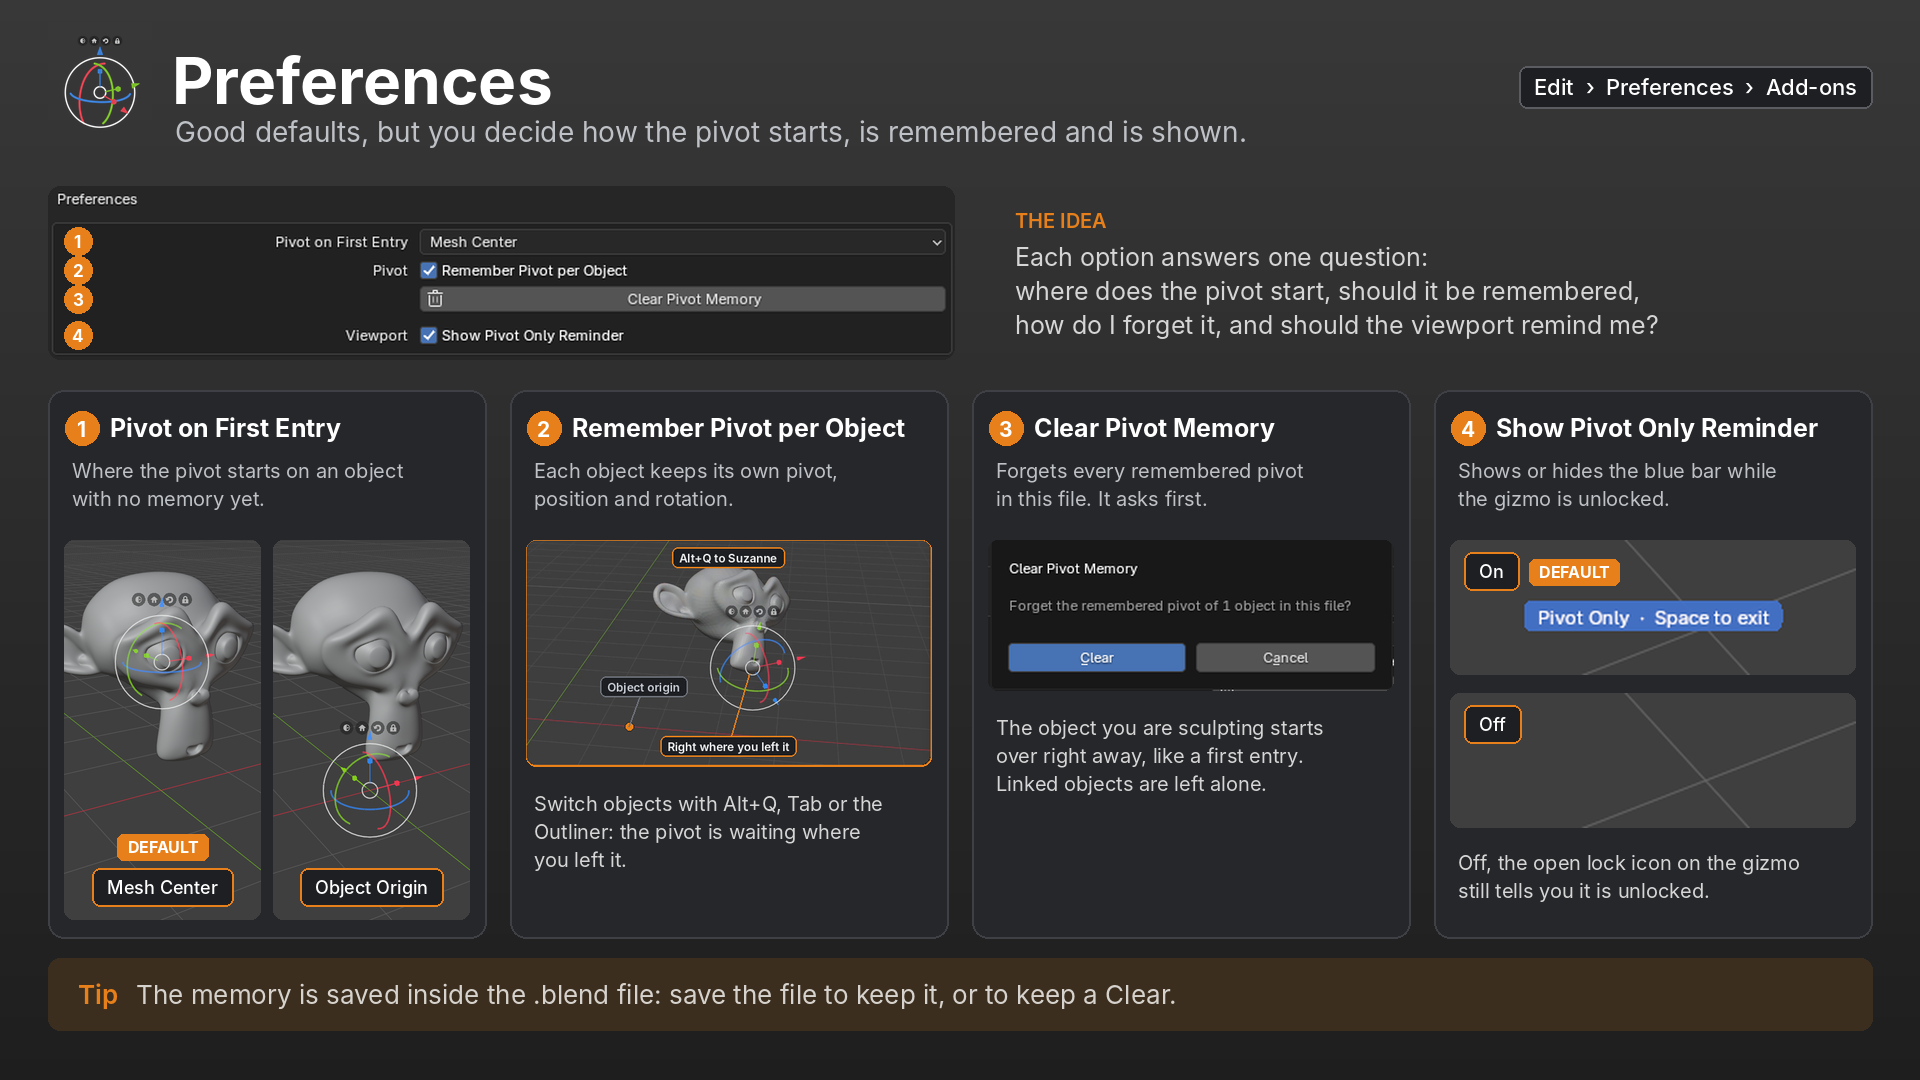 Preferences
Good defaults, but you decide how the pivot starts, is remembered and is shown.
Edit › Preferences › Add-ons
Preferences
1 Pivot on First Entry Mesh Center
2 Pivot Remember Pivot per Object
3 Clear Pivot Memory
4 Viewport Show Pivot Only Reminder
THE IDEA
Each option answers one question:
where does the pivot start, should it be remembered,
how do I forget it, and should the viewport remind me?
1 Pivot on First Entry
Where the pivot starts on an object
with no memory yet.
DEFAULT
Mesh Center
Object Origin
2 Remember Pivot per Object
Each object keeps its own pivot,
position and rotation.
Alt+Q to Suzanne
Object origin
Right where you left it
Switch objects with Alt+Q, Tab or the
Outliner: the pivot is waiting where
you left it.
3 Clear Pivot Memory
Forgets every remembered pivot
in this file. It asks first.
Clear Pivot Memory
Forget the remembered pivot of 1 object in this file?
Clear Cancel
The object you are sculpting starts
over right away, like a first entry.
Linked objects are left alone.
4 Show Pivot Only Reminder
Shows or hides the blue bar while
the gizmo is unlocked.
On DEFAULT
Pivot Only · Space to exit
Off
Off, the open lock icon on the gizmo
still tells you it is unlocked.
Tip The memory is saved inside the .blend file: save the file to keep it, or to keep a Clear.